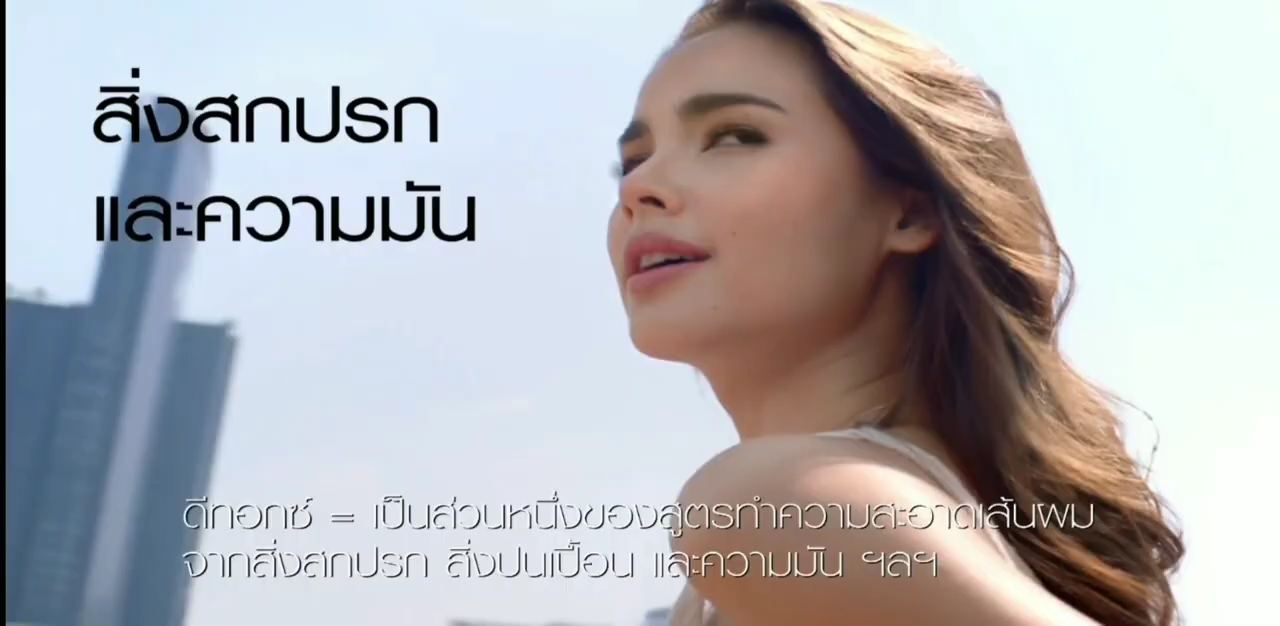 สิ่งสกปรก
และความมัน
ดีทอกซ์ = เป็นส่วนหนึ่งของสูตรทำความสะอาดเส้นผม
จากสิ่งสกปรก สิ่งปนเปื้อน และความมัน ฯลฯ